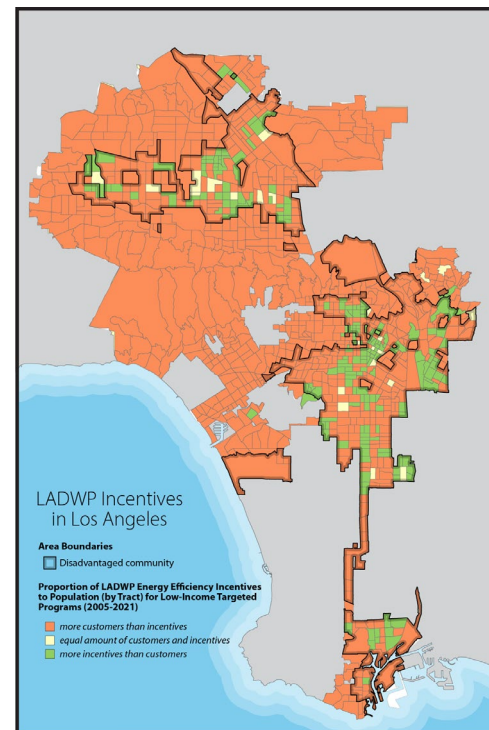 LADWP Incentives
in Los Angeles
Area Boundaries
Disadvantaged community
Proportion of LADWP Energy Efficiency Incentives
to Population (by Tract) for Low-Income Targeted
Programs (2005-2021)
more customers than incentives
equal amount of customers and incentives
more incentives than customers